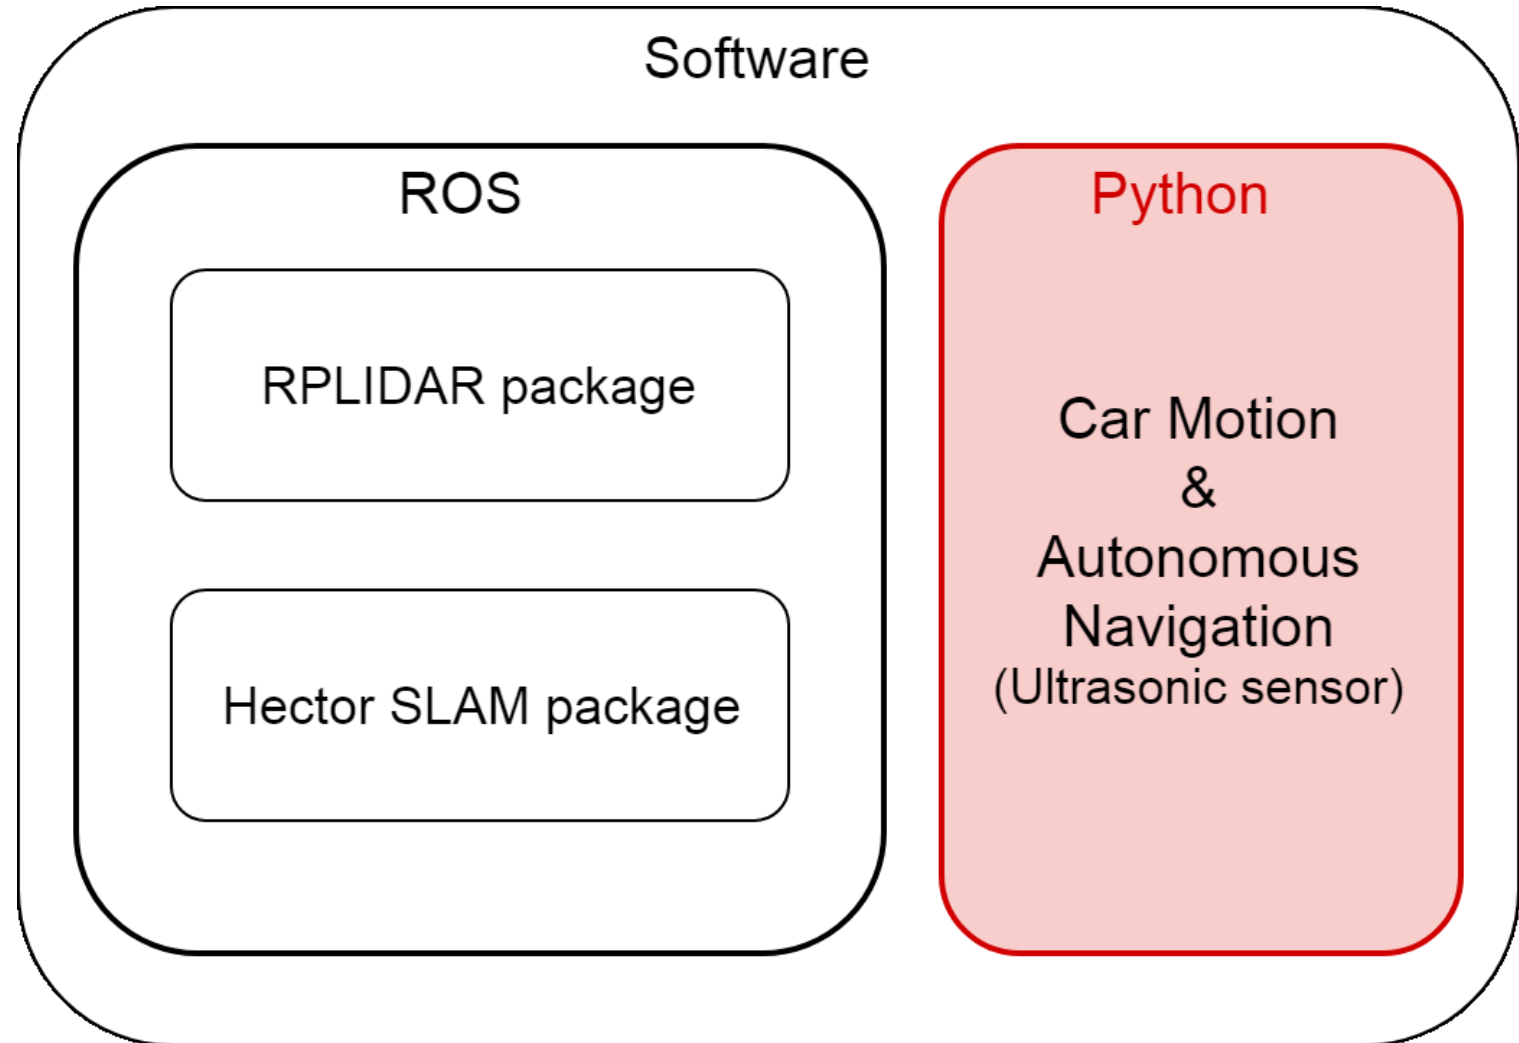 Software
ROS
RPLIDAR package
Hector SLAM package
Python
Car Motion
&
Autonomous
Navigation
(Ultrasonic sensor)